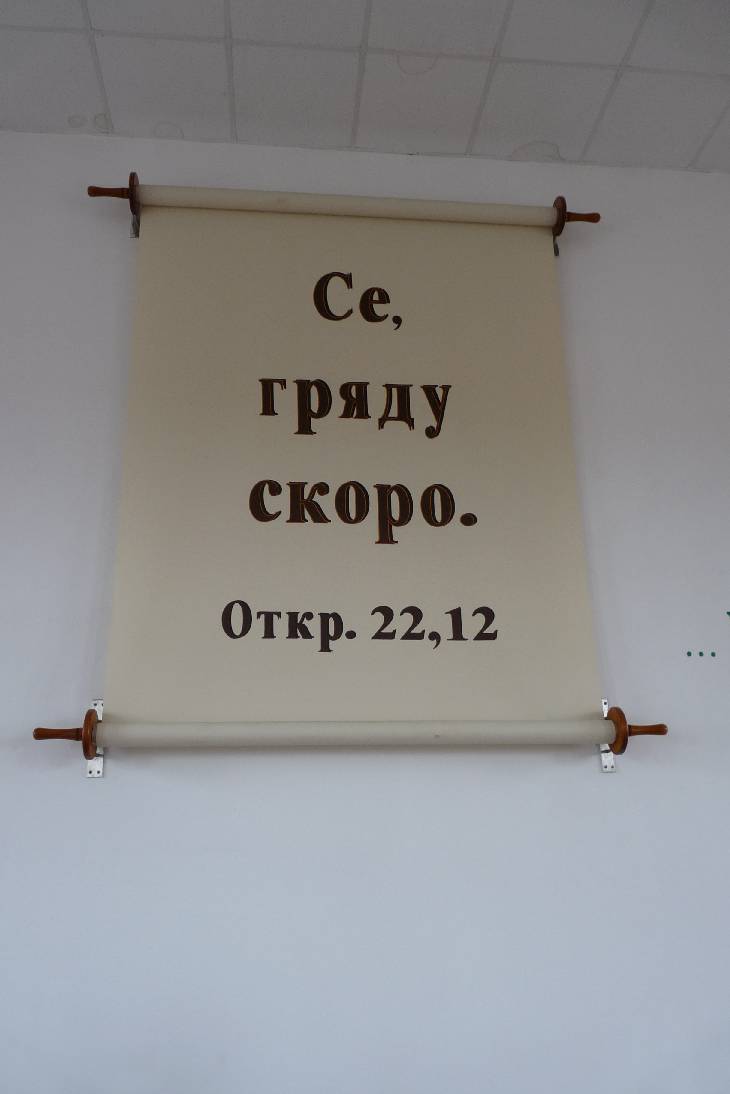 Се,
гряду
скоро.
Откр. 22,12
...